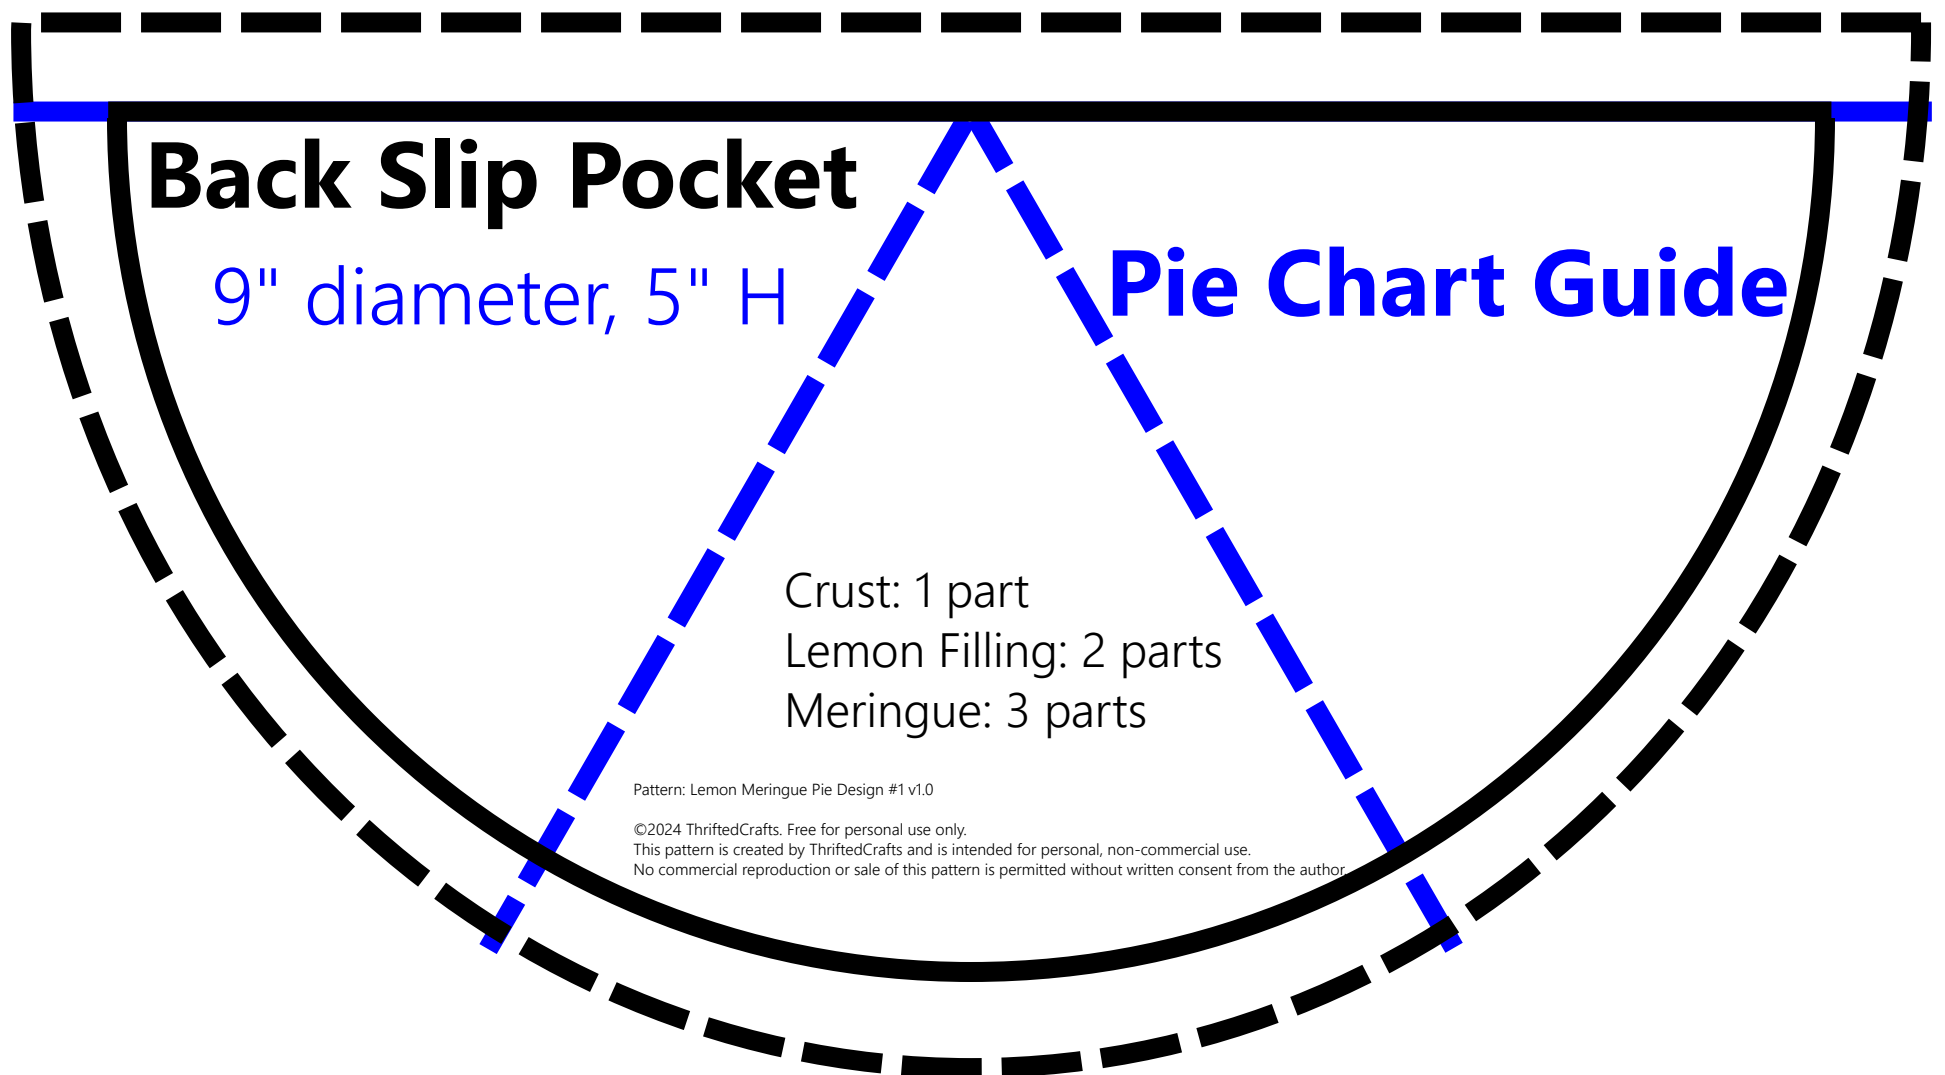 Back Slip Pocket
9" diameter, 5" H
Pie Chart Guide
Crust: 1 part
Lemon Filling: 2 parts
Meringue: 3 parts
Pattern: Lemon Meringue Pie Design #1 v1.0
©2024 ThriftedCrafts. Free for personal use only.
This pattern is created by ThriftedCrafts and is intended for personal, non-commercial use.
No commercial reproduction or sale of this pattern is permitted without written consent from the author.